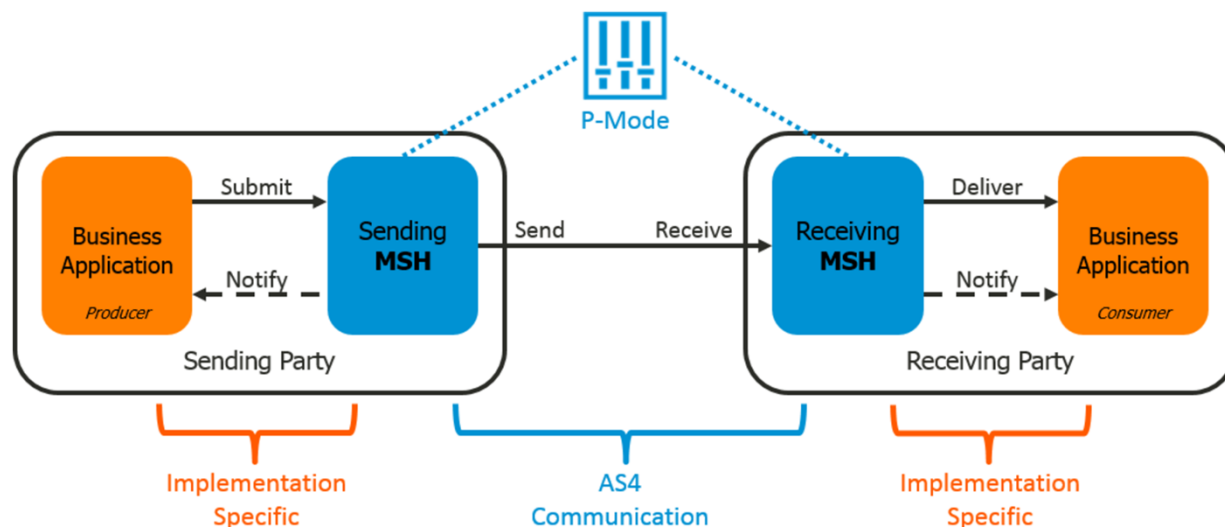 P-Mode
Submit
Deliver
Business
Application
Sending
MSH
Send
Receive
Receiving
MSH
Business
Application
Notify
Notify
Producer
Consumer
Sending Party
Receiving Party
Implementation
Specific
AS4
Communication
Implementation
Specific